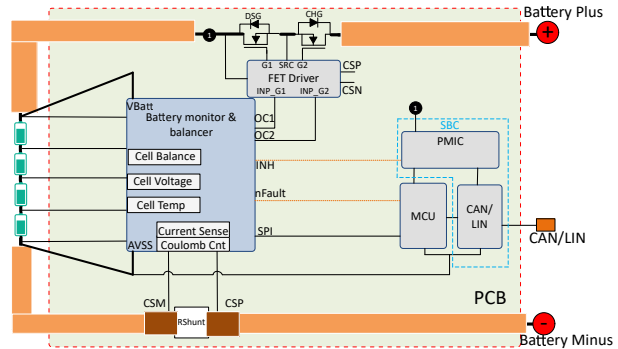 Battery Plus
+
DSG
CHG
1
G1 SRC G2
CSP
FET Driver
CSN
INP_G1 INP_G2
VBatt
Battery monitor &
balancer
OC1
OC2
1
SBC
PMIC
Cell Balance
INH
Cell Voltage
nFault
Cell Temp
MCU
CAN/
LIN
Current Sense
SPI
CAN/LIN
AVSS
Coulomb Cnt
CSM
CSP
PCB
RShunt
-
Battery Minus